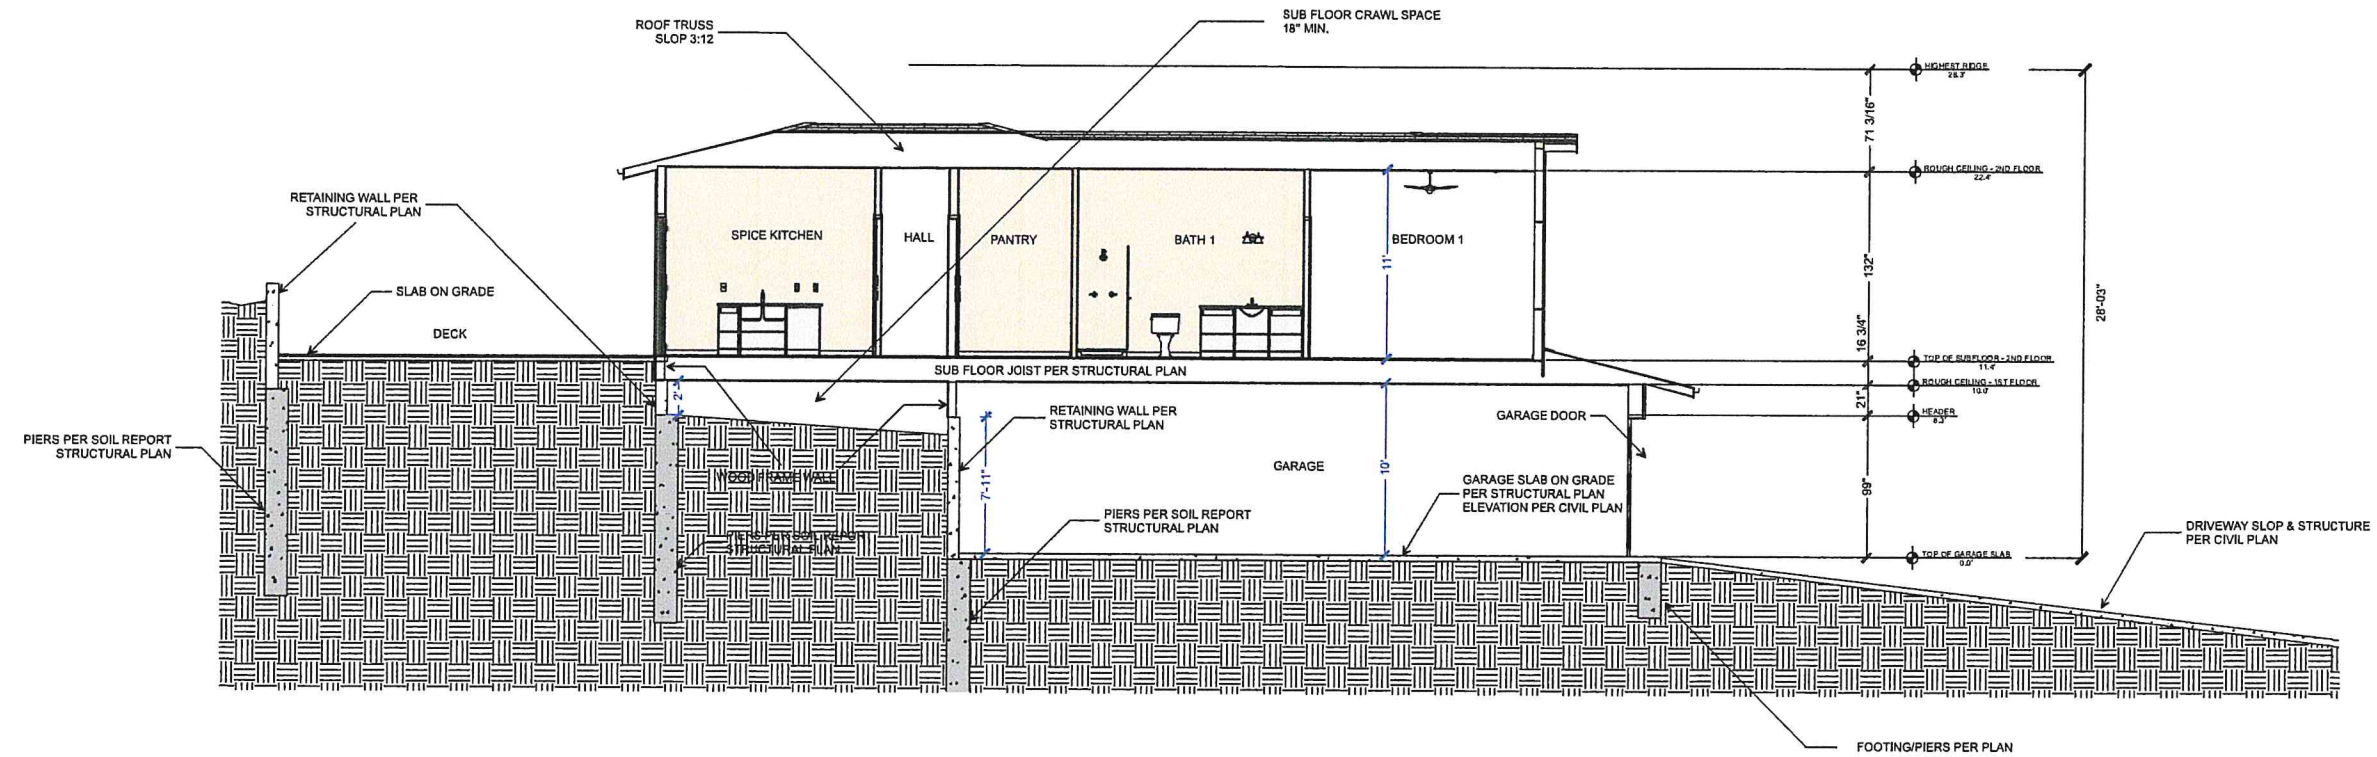 SUB FLOOR CRAWL SPACE
18" MIN.
ROOF TRUSS
SLOP 3:12
HIGHEST RIDGE
28.3'
71 3/16"
ROUGH CEILING - 2ND FLOOR
22.4'
RETAINING WALL PER
STRUCTURAL PLAN
SPICE KITCHEN
HALL
PANTRY
BATH 1
BEDROOM 1
11'
132"
SLAB ON GRADE
DECK
28'-03"
16 3/4"
TOP OF SUBFLOOR - 2ND FLOOR
11.4'
SUB FLOOR JOIST PER STRUCTURAL PLAN
ROUGH CEILING - 1ST FLOOR
10.0'
2'
21"
HEADER
8.3'
RETAINING WALL PER
STRUCTURAL PLAN
GARAGE DOOR
PIERS PER SOIL REPORT
STRUCTURAL PLAN
WOOD FRAME WALL
7'-11"
GARAGE
10'
99"
GARAGE SLAB ON GRADE
PER STRUCTURAL PLAN
ELEVATION PER CIVIL PLAN
PIERS PER SOIL REPORT
STRUCTURAL PLAN
PIERS PER SOIL REPORT
STRUCTURAL PLAN
DRIVEWAY SLOP & STRUCTURE
PER CIVIL PLAN
TOP OF GARAGE SLAB
0.0'
FOOTING/PIERS PER PLAN